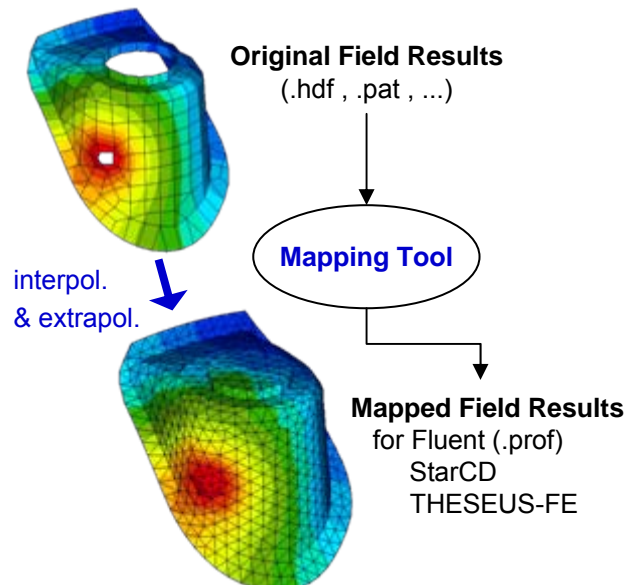 Original Field Results
(.hdf , .pat , ...)
Mapping Tool
interpol.
& extrapol.
Mapped Field Results
for Fluent (.prof)
StarCD
THESEUS-FE